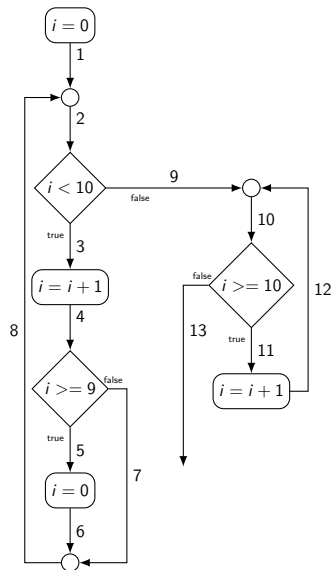 i = 0
1
2
i < 10
9
false
true
3
10
i = i + 1
i >= 10
false
12
4
8
13
true
11
i >= 9
false
i = i + 1
true
5
7
i = 0
6